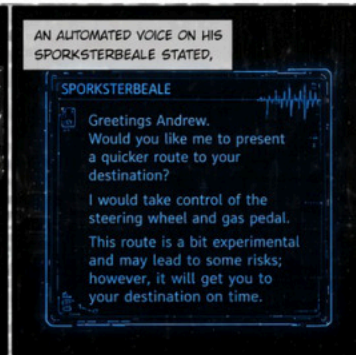 AN AUTOMATED VOICE ON HIS
SPORKSTERBEALE STATED,
SPORKSTERBEALE
Greetings Andrew.
Would you like me to present
a quicker route to your
destination?
I would take control of the
steering wheel and gas pedal.
This route is a bit experimental
and may lead to some risks;
however, it will get you to
your destination on time.